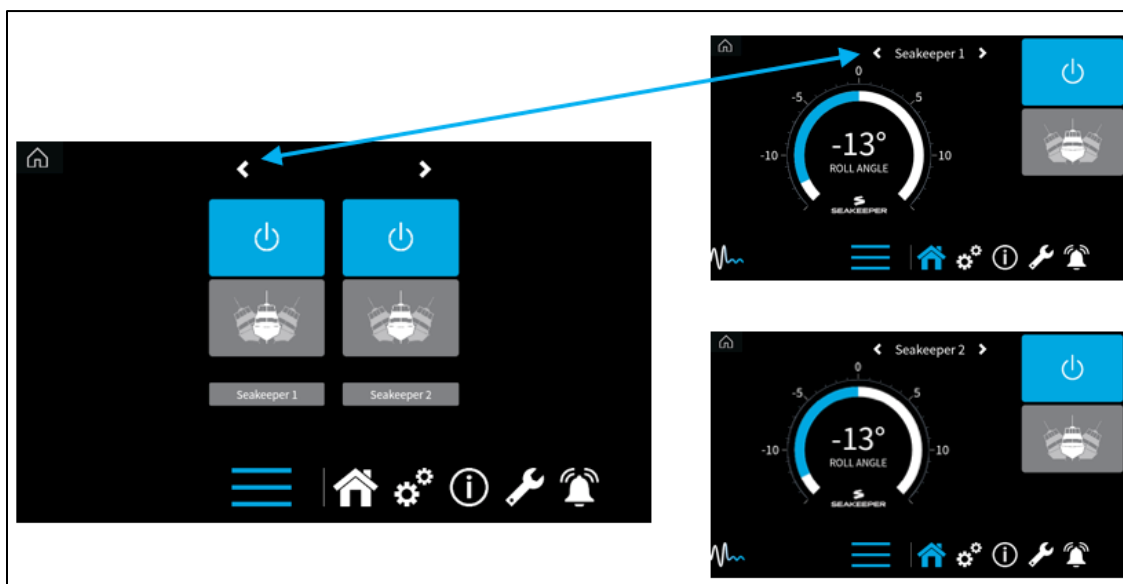 Seakeeper 1 Seakeeper 2
Seakeeper 1
0
-5 5
-10 10
-13°
ROLL ANGLE
SEAKEEPER
Seakeeper 2
0
-5 5
-10 10
-13°
ROLL ANGLE
SEAKEEPER